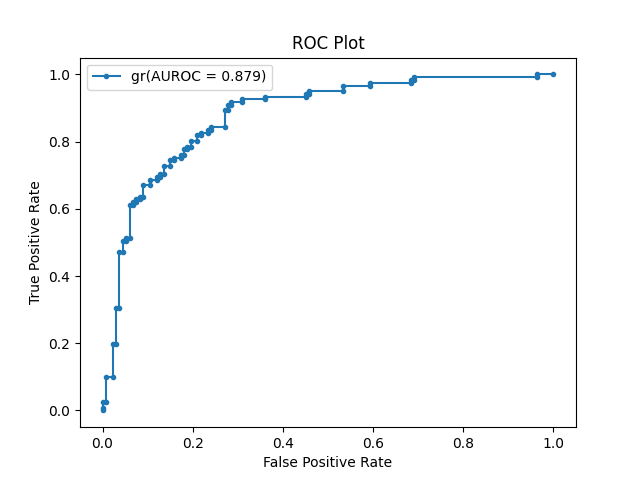 ROC Plot
gr(AUROC = 0.879)
True Positive Rate
1.0
0.8
0.6
0.4
0.2
0.0
0.0 0.2 0.4 0.6 0.8 1.0
False Positive Rate